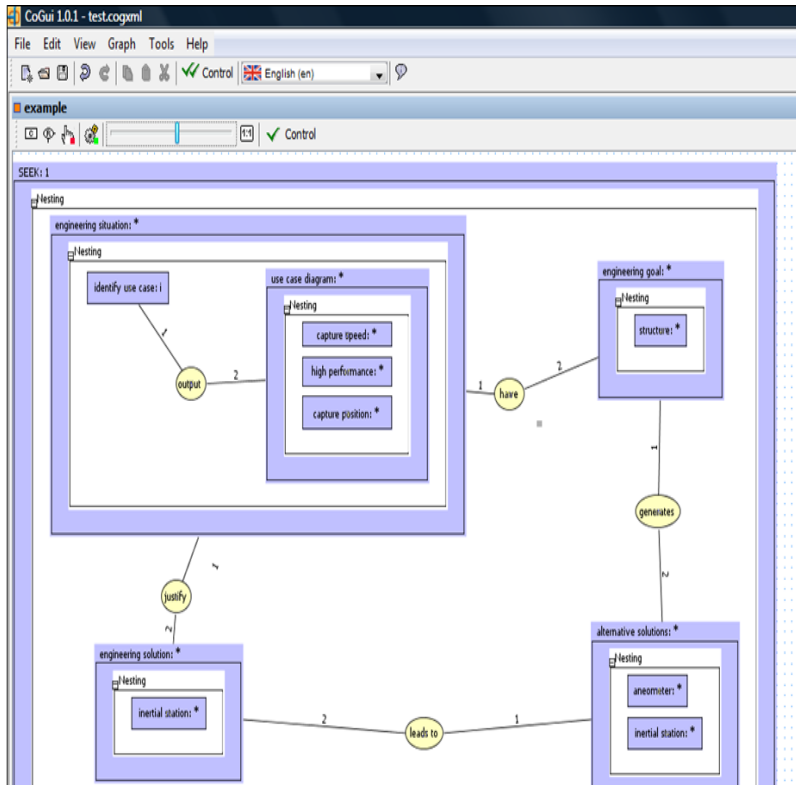 CoGui 1.0.1 - test.cogxml
File Edit View Graph Tools Help
Control English (en)
example
C R 1:1 Control
SEEK: 1
Nesting
engineering situation: *
Nesting
identify use case: i
use case diagram: *
Nesting
capture speed: *
high performance: *
capture position: *
1
output
2
1
have
2
engineering goal: *
Nesting
structure: *
1
generates
2
1
justify
2
engineering solution: *
Nesting
inertial station: *
2
leads to
1
alternative solutions: *
Nesting
aneometer: *
inertial station: *